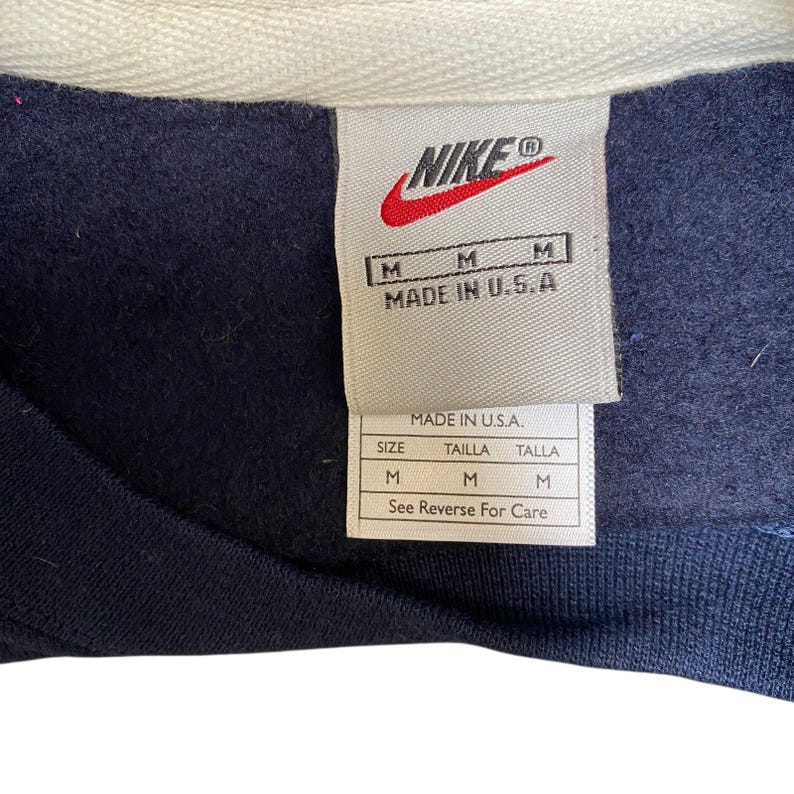 NIKE®
M M M
MADE IN U.S.A
MADE IN U.S.A.
SIZE TAILLA TALLA
M M M
See Reverse For Care